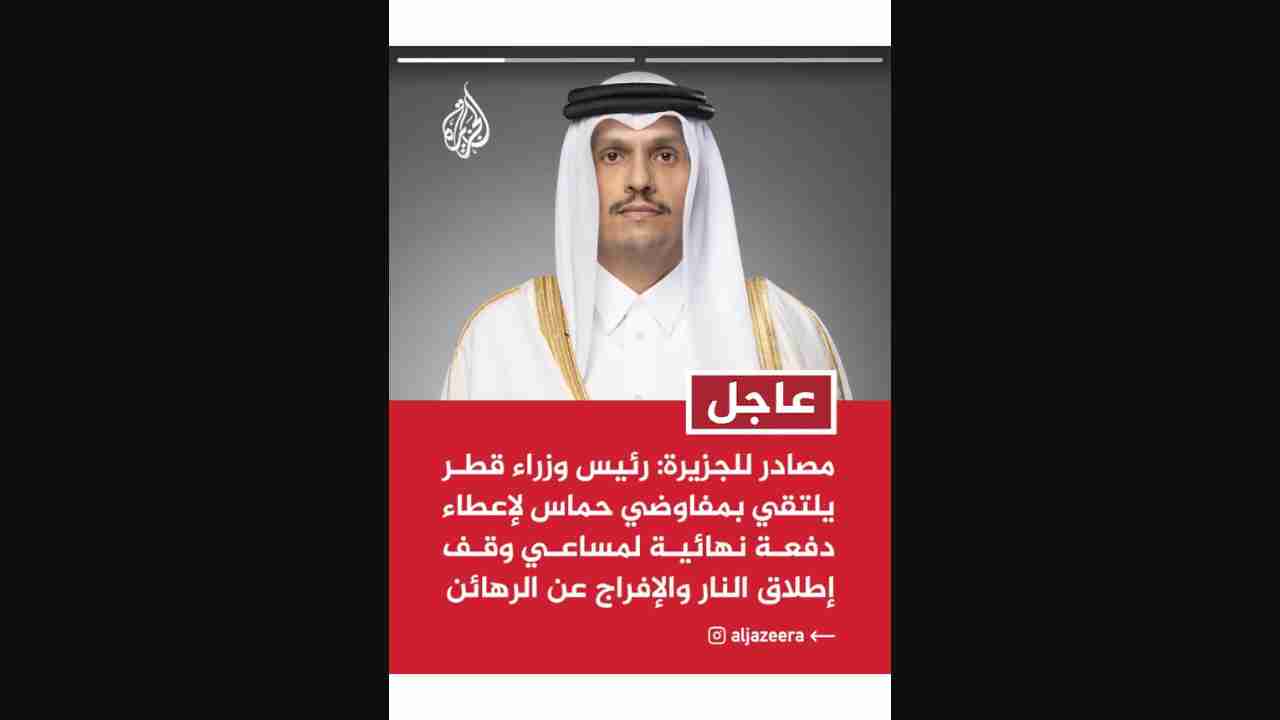 الجزيرة
عاجل
مصادر للجزيرة: رئيس وزراء قطر
يلتقي بمفاوضي حماس لإعطاء
دفعة نهائية لمساعي وقف
إطلاق النار والإفراج عن الرهائن
aljazeera